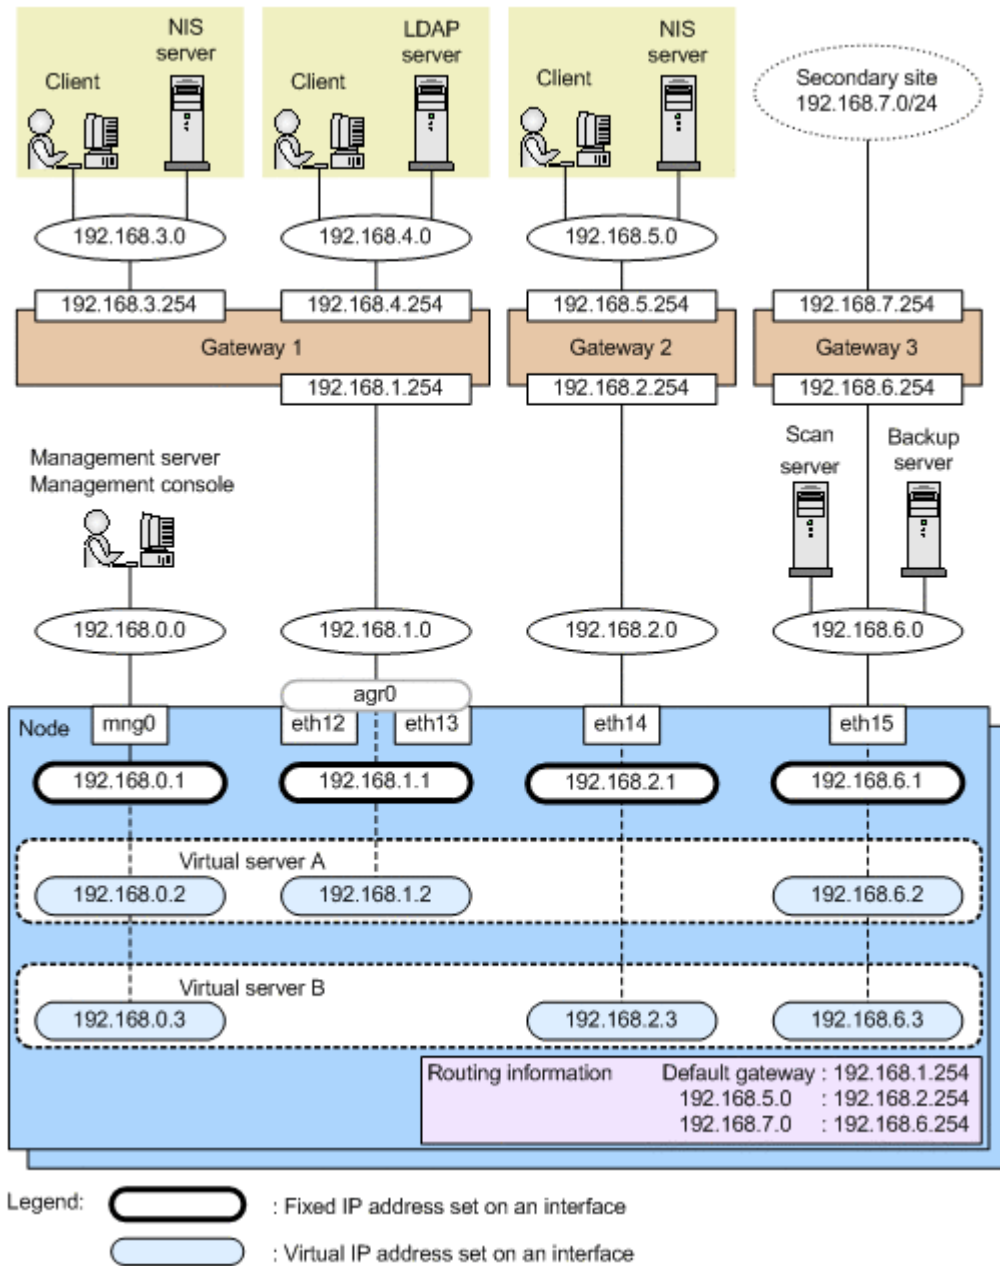 NIS
server
Client
LDAP
server
Client
NIS
server
Client
Secondary site
192.168.7.0/24
192.168.3.0
192.168.4.0
192.168.5.0
192.168.3.254
192.168.4.254
192.168.5.254
192.168.7.254
Gateway 1
Gateway 2
Gateway 3
192.168.1.254
192.168.2.254
192.168.6.254
Management server
Management console
Scan
server
Backup
server
192.168.0.0
192.168.1.0
192.168.2.0
192.168.6.0
agr0
Node
mng0
eth12
eth13
eth14
eth15
192.168.0.1
192.168.1.1
192.168.2.1
192.168.6.1
Virtual server A
192.168.0.2
192.168.1.2
192.168.6.2
Virtual server B
192.168.0.3
192.168.2.3
192.168.6.3
Routing information Default gateway : 192.168.1.254
192.168.5.0 : 192.168.2.254
192.168.7.0 : 192.168.6.254
Legend:
: Fixed IP address set on an interface
: Virtual IP address set on an interface